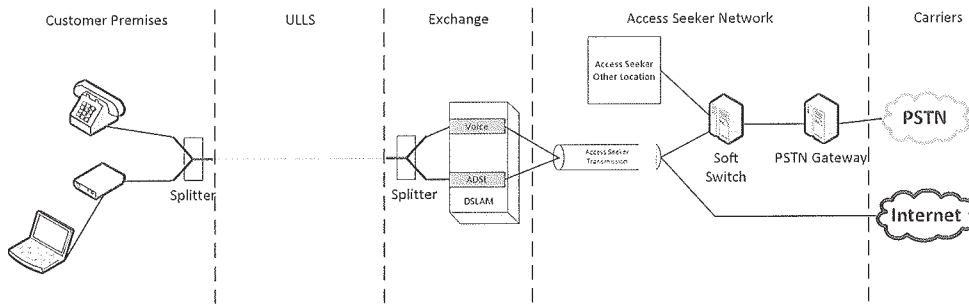 Customer Premises
ULLS
Exchange
Access Seeker Network
Carriers
Access Seeker
Other Location
Voice
PSTN
Access Seeker
Transmission
Soft
Switch
PSTN Gateway
Splitter
Splitter
ADSL
DSLAM
Internet